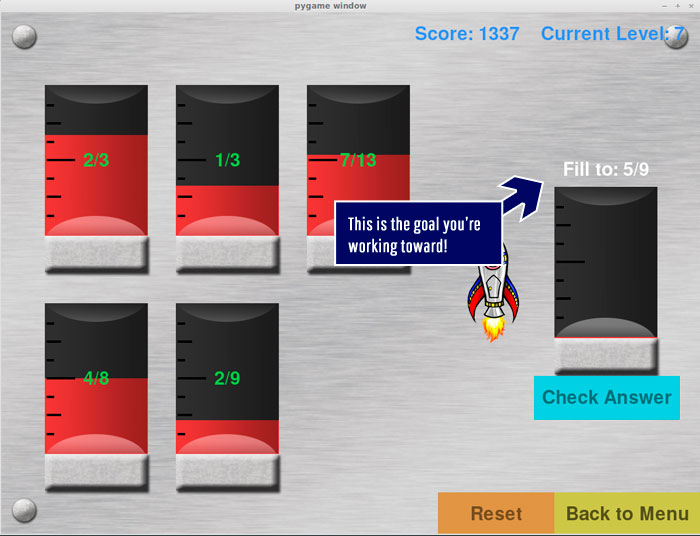 pygame window
Score: 1337 Current Level: 7
2/3
1/3
7/13
Fill to: 5/9
This is the goal you're
working toward!
4/8
2/9
Check Answer
Reset
Back to Menu